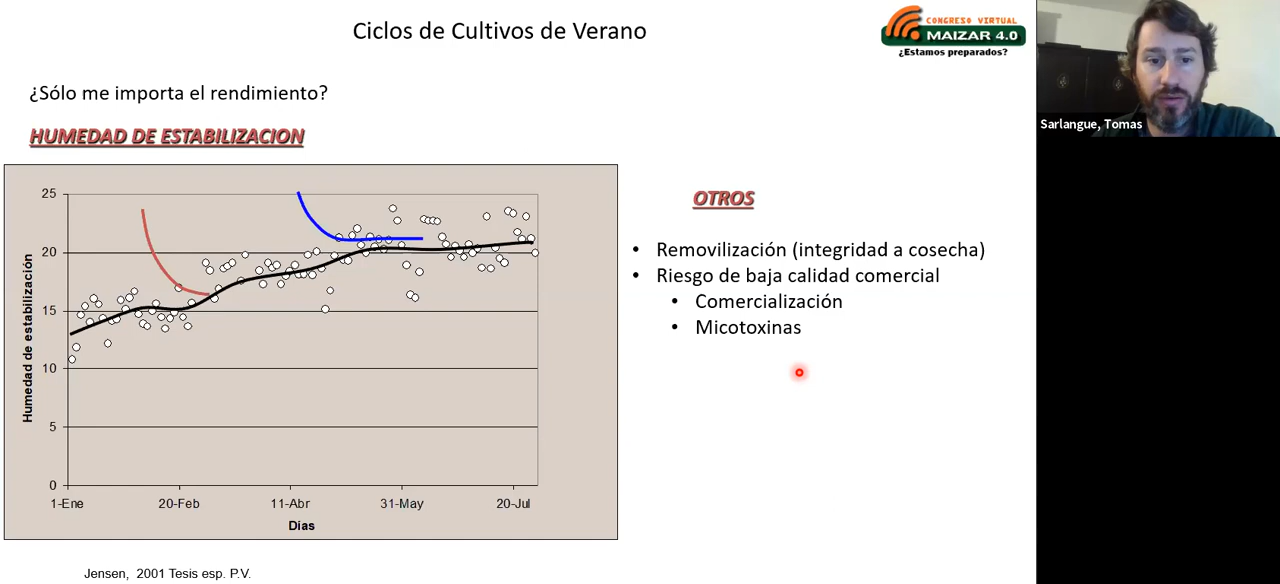 Ciclos de Cultivos de Verano
CONGRESO VIRTUAL
MAIZAR 4.0
¿Estamos preparados?
Sarlangue, Tomas
¿Sólo me importa el rendimiento?
HUMEDAD DE ESTABILIZACION
Humedad de estabilización
25
20
15
10
5
0
1-Ene
20-Feb
11-Abr
31-May
20-Jul
Días
Jensen, 2001 Tesis esp. P.V.
OTROS
• Removilización (integridad a cosecha)
• Riesgo de baja calidad comercial
• Comercialización
• Micotoxinas